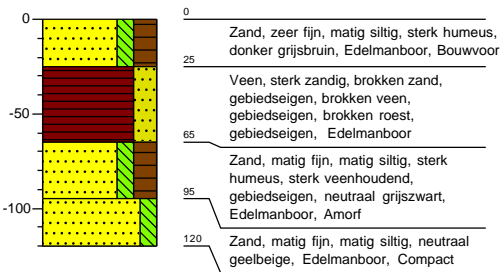 0
-50
-100
0
Zand, zeer fijn, matig siltig, sterk humeus,
donker grijsbruin, Edelmanboor, Bouwvoor
25
Veen, sterk zandig, brokken zand,
gebiedseigen, brokken veen,
gebiedseigen, brokken roest,
gebiedseigen, Edelmanboor
65
Zand, matig fijn, matig siltig, sterk
humeus, sterk veenhoudend,
gebiedseigen, neutraal grijszwart,
Edelmanboor, Amorf
95
Zand, matig fijn, matig siltig, neutraal
geelbeige, Edelmanboor, Compact
120